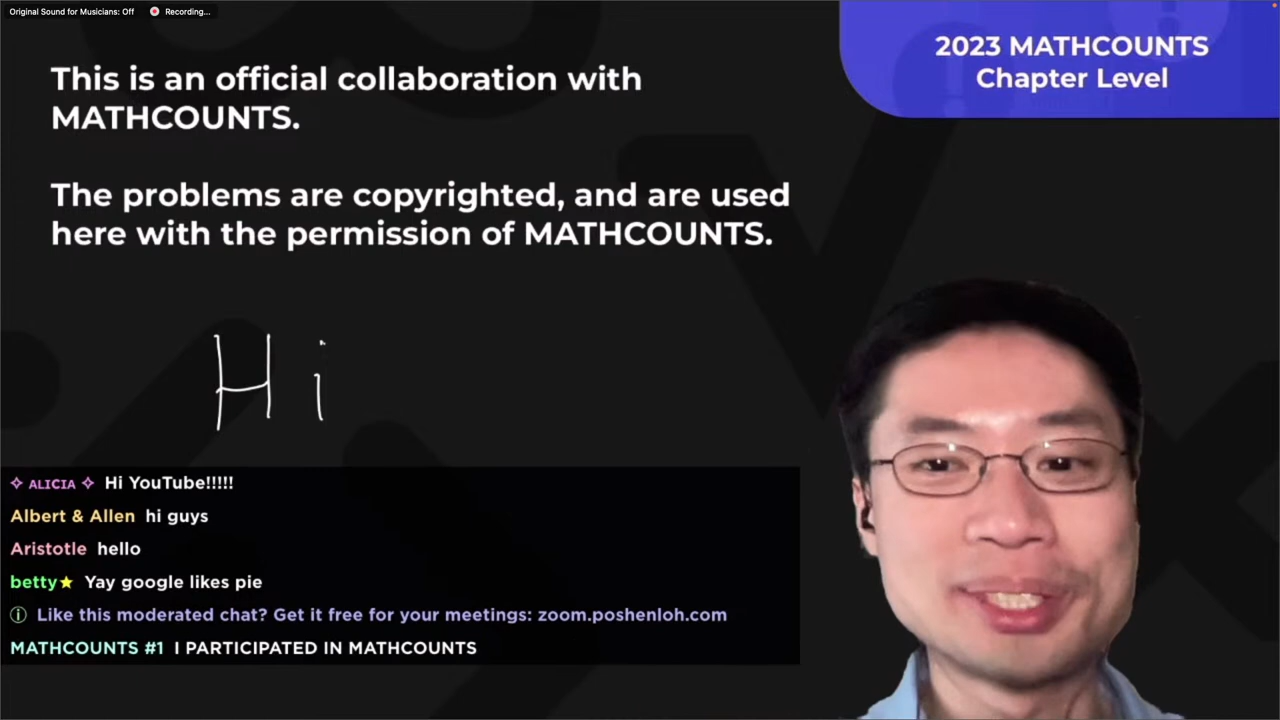 Original Sound for Musicians: Off
Recording...
2023 MATHCOUNTS
Chapter Level
This is an official collaboration with
MATHCOUNTS.
The problems are copyrighted, and are used
here with the permission of MATHCOUNTS.
Hi
✧ ALICIA ✧ Hi YouTube!!!!!
Albert & Allen hi guys
Aristotle hello
betty⭐ Yay google likes pie
ⓘ Like this moderated chat? Get it free for your meetings: zoom.poshenloh.com
MATHCOUNTS #1 I PARTICIPATED IN MATHCOUNTS